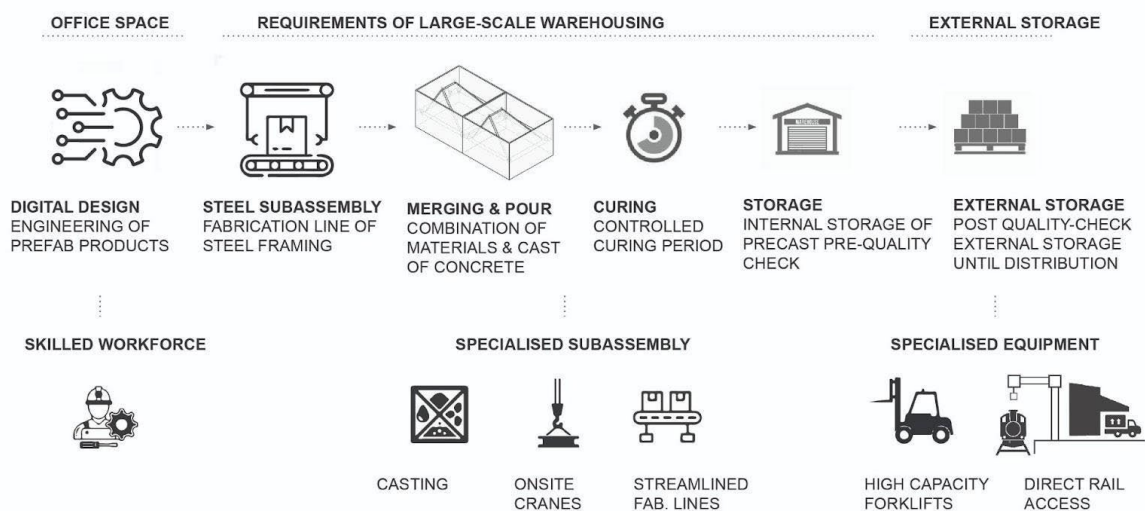 OFFICE SPACE
REQUIREMENTS OF LARGE-SCALE WAREHOUSING
EXTERNAL STORAGE
WAREHOUSE
DIGITAL DESIGN
ENGINEERING OF
PREFAB PRODUCTS
STEEL SUBASSEMBLY
FABRICATION LINE OF
STEEL FRAMING
MERGING & POUR
COMBINATION OF
MATERIALS & CAST
OF CONCRETE
CURING
CONTROLLED
CURING PERIOD
STORAGE
INTERNAL STORAGE OF
PRECAST PRE-QUALITY
CHECK
EXTERNAL STORAGE
POST QUALITY-CHECK
EXTERNAL STORAGE
UNTIL DISTRIBUTION
SKILLED WORKFORCE
SPECIALISED SUBASSEMBLY
SPECIALISED EQUIPMENT
CASTING
ONSITE
CRANES
STREAMLINED
FAB. LINES
HIGH CAPACITY
FORKLIFTS
DIRECT RAIL
ACCESS